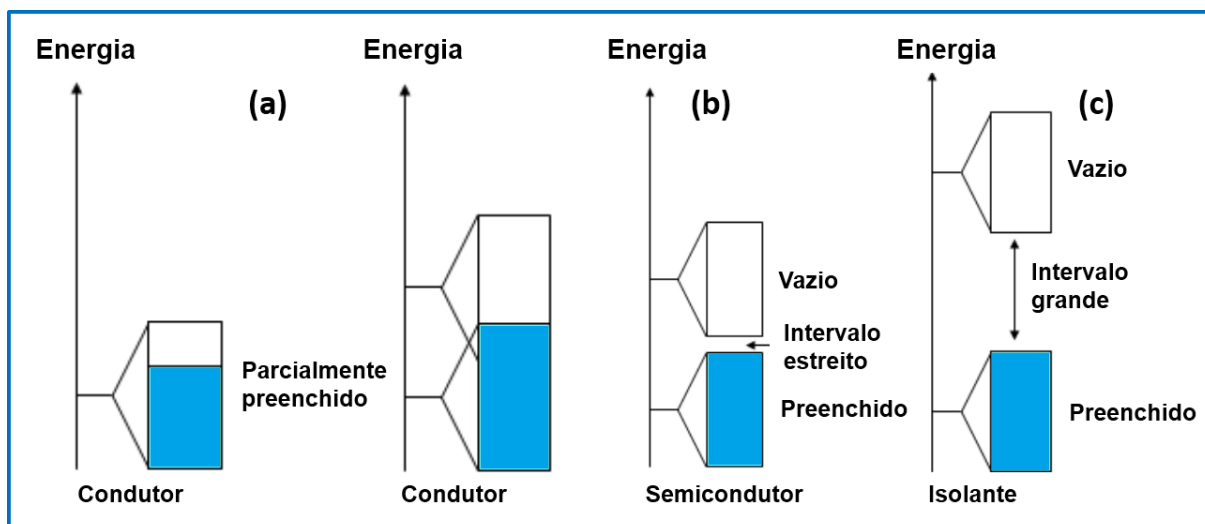 Energia
(a)
Parcialmente
preenchido
Condutor
Energia
Condutor
Energia
(b)
Vazio
Intervalo
estreito
Preenchido
Semicondutor
Energia
(c)
Vazio
Intervalo
grande
Preenchido
Isolante